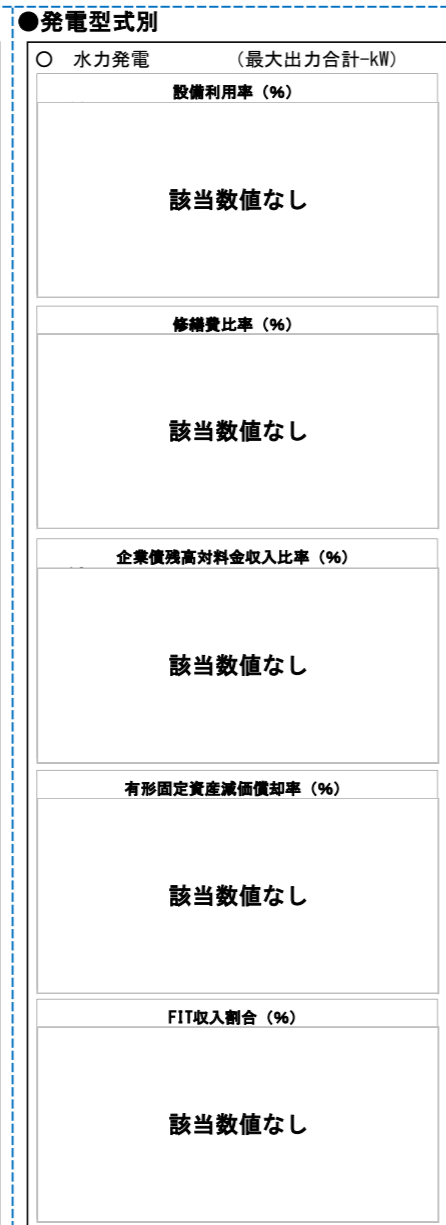 ●発電型式別
○ 水力発電 (最大出力合計-kW)
設備利用率（%）
該当数値なし
修繕費比率（%）
該当数値なし
企業債残高対料金収入比率（%）
該当数値なし
有形固定資産減価償却率（%）
該当数値なし
FIT収入割合（%）
該当数値なし